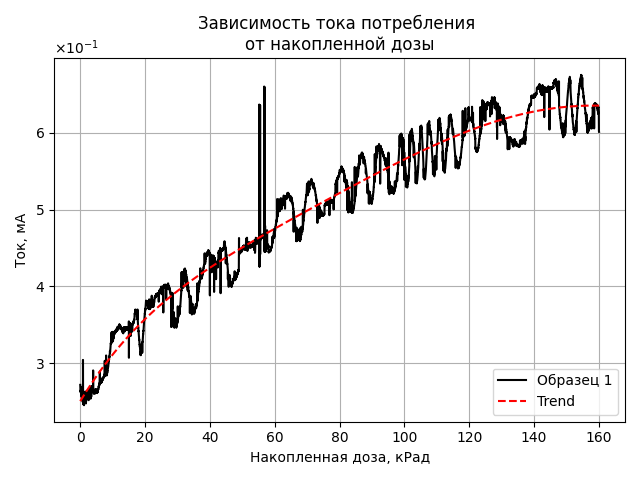 Зависимость тока потребления
от накопленной дозы
×10⁻¹
Ток, мА
6
5
4
3
0 20 40 60 80 100 120 140 160
Накопленная доза, кРад
Образец 1
Trend